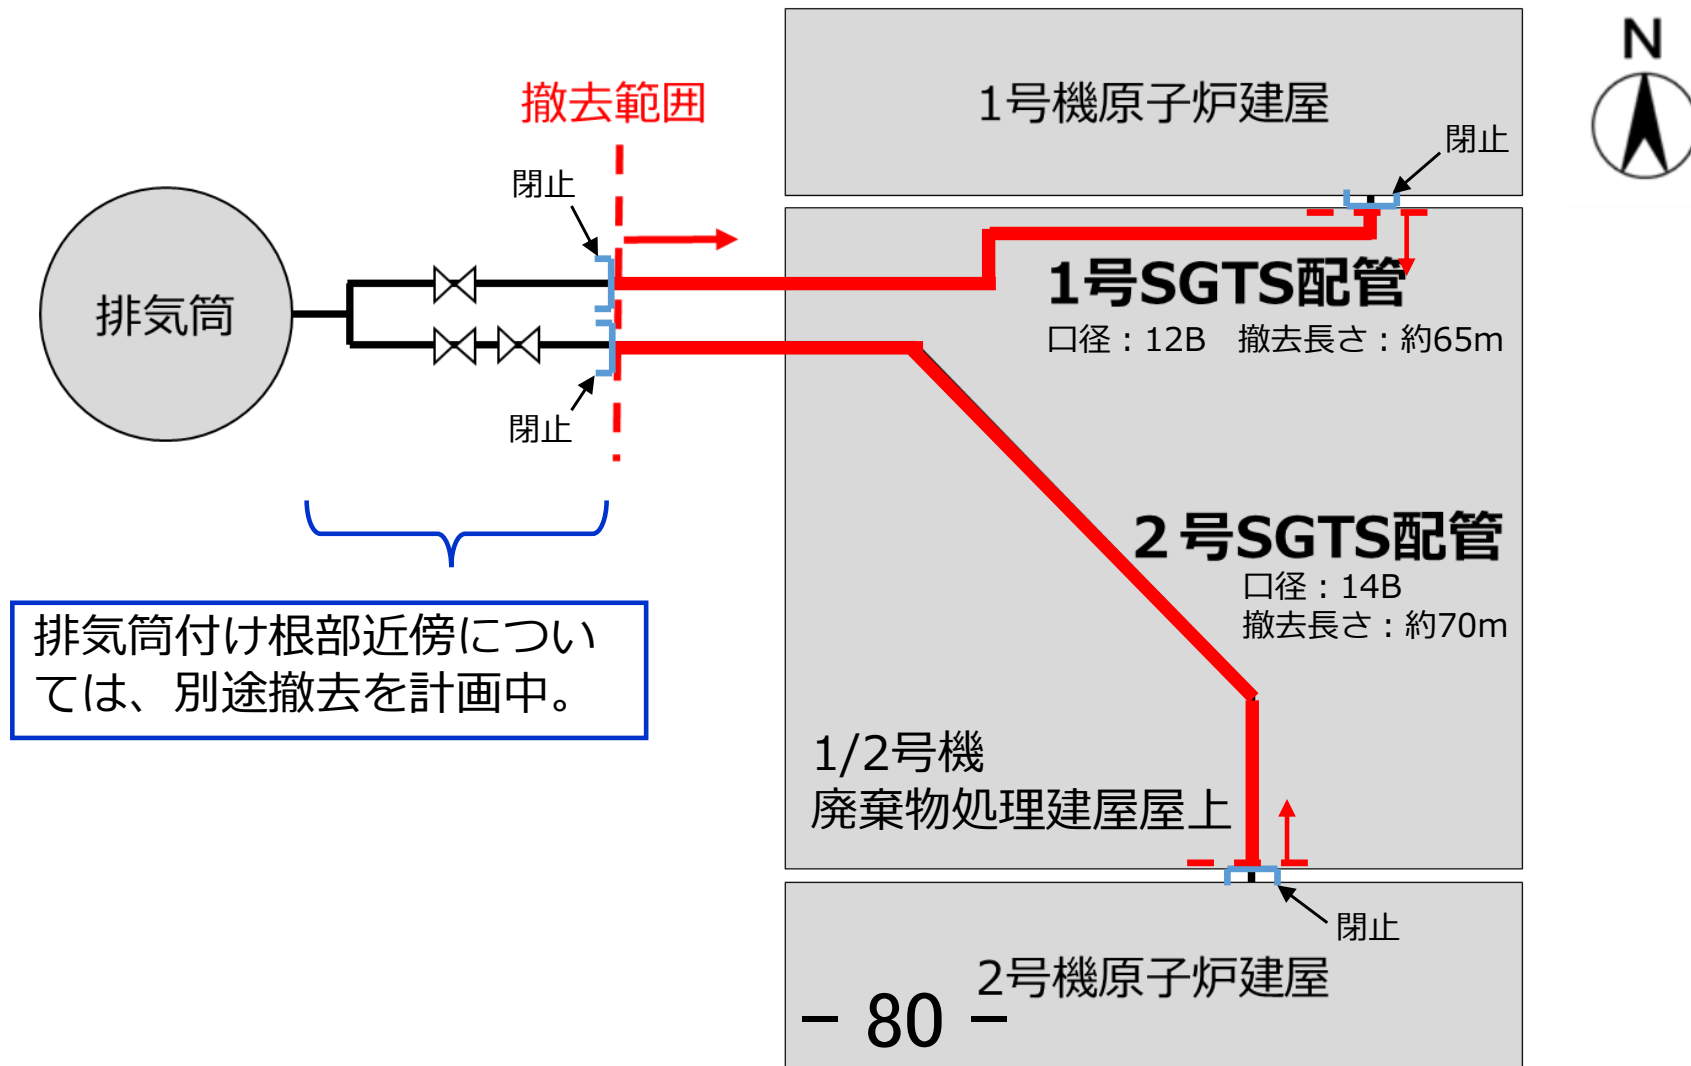 N
1号機原子炉建屋
撤去範囲
閉止
閉止
排気筒
1号SGTS配管
口径：12B　撤去長さ：約65m
閉止
２号SGTS配管
口径：14B
撤去長さ：約70m
排気筒付け根部近傍につい
ては、別途撤去を計画中。
1/2号機
廃棄物処理建屋屋上
閉止
2号機原子炉建屋
− 80 −